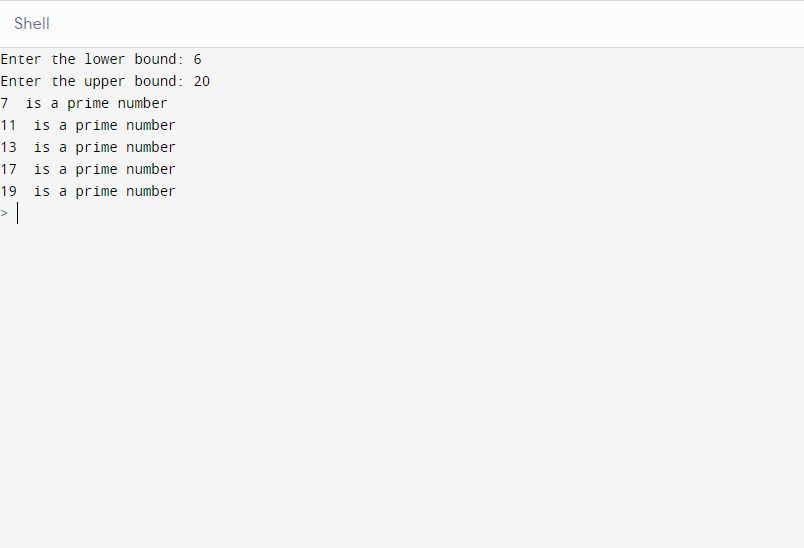 Shell
Enter the lower bound: 6
Enter the upper bound: 20
7  is a prime number
11  is a prime number
13  is a prime number
17  is a prime number
19  is a prime number
>